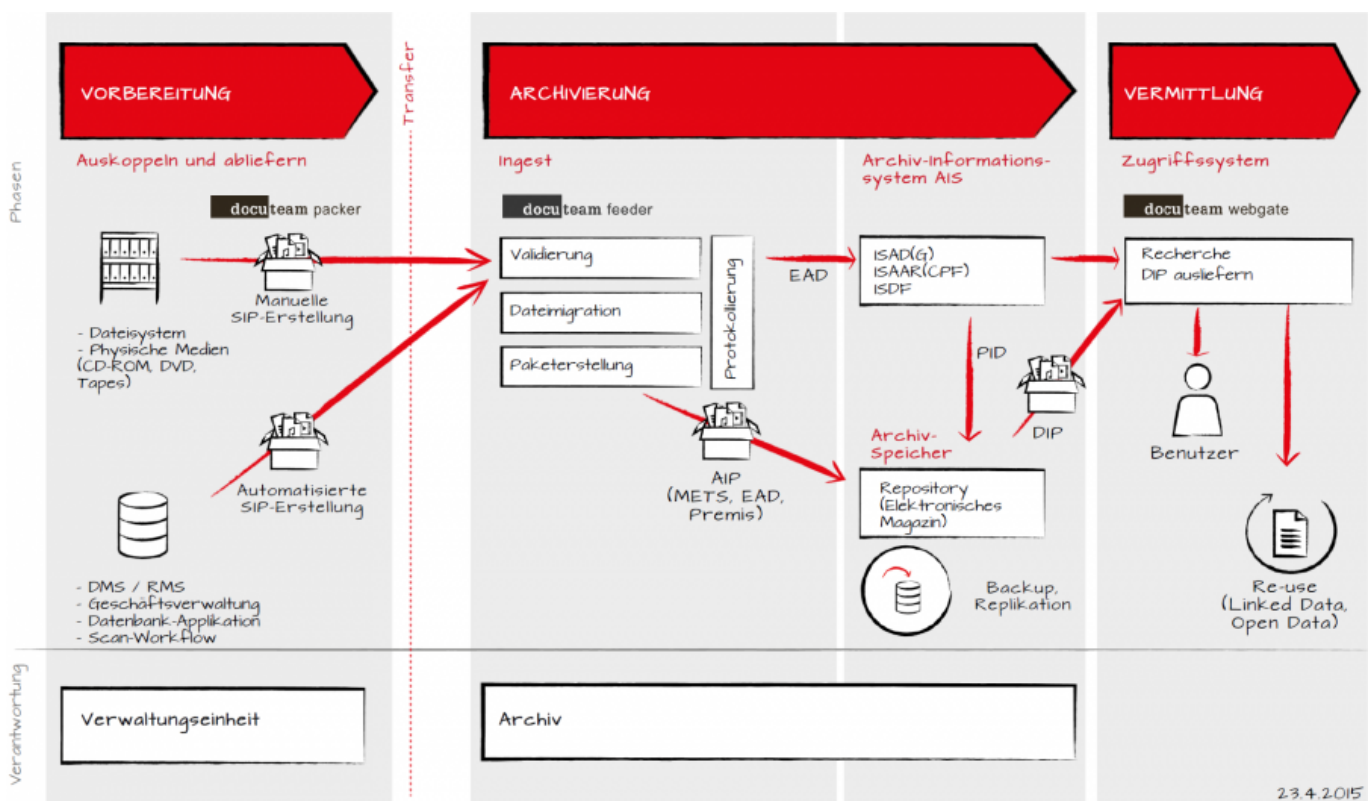 Phasen
VORBEREITUNG
Auskoppeln und abliefern
docuteam packer
Manuelle
SIP-Erstellung
- Dateisystem
- Physische Medien
(CD-ROM, DVD,
Tapes)
Automatisierte
SIP-Erstellung
- DMS / RMS
- Geschäftsverwaltung
- Datenbank-Applikation
- Scan-Workflow
Transfer
ARCHIVIERUNG
Ingest
docuteam feeder
Validierung
Dateimigration
Paketerstellung
Protokollierung
EAD
AIP
(METS, EAD,
Premis)
Archiv-Informations-
system AIS
ISAD(G)
ISAAR(CPF)
ISDF
PID
DIP
Archiv-
Speicher
Repository
(Elektronisches
Magazin)
Backup,
Replikation
VERMITTLUNG
Zugriffssystem
docuteam webgate
Recherche
DIP ausliefern
Benutzer
Re-use
(Linked Data,
Open Data)
Verantwortung
Verwaltungseinheit
Archiv
23.4.2015